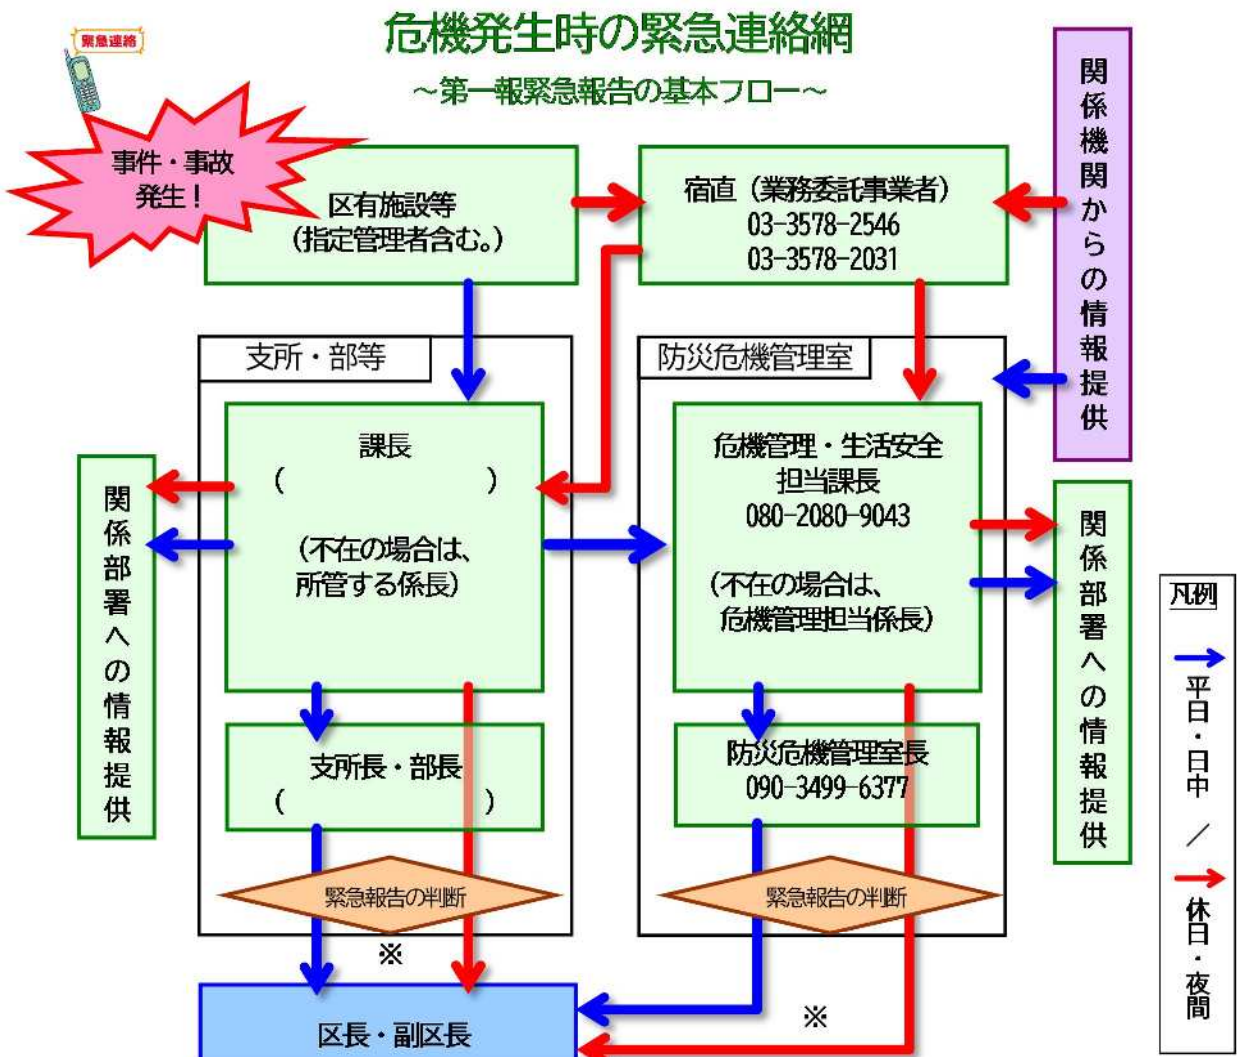 危機発生時の緊急連絡網
～第一報緊急報告の基本フロー～
緊急連絡
事件・事故
発生！
区有施設等
（指定管理者含む。）
宿直（業務委託事業者）
03-3578-2546
03-3578-2031
関係機関からの情報提供
支所・部等
防災危機管理室
課長
（　　　　　　　　　）
（不在の場合は、
所管する係長）
危機管理・生活安全
担当課長
080-2080-9043
（不在の場合は、
危機管理担当係長）
関係部署への情報提供
関係部署への情報提供
支所長・部長
（　　　　　　　　　）
防災危機管理室長
090-3499-6377
緊急報告の判断
緊急報告の判断
※
※
区長・副区長
凡例
平日・日中　／
休日・夜間